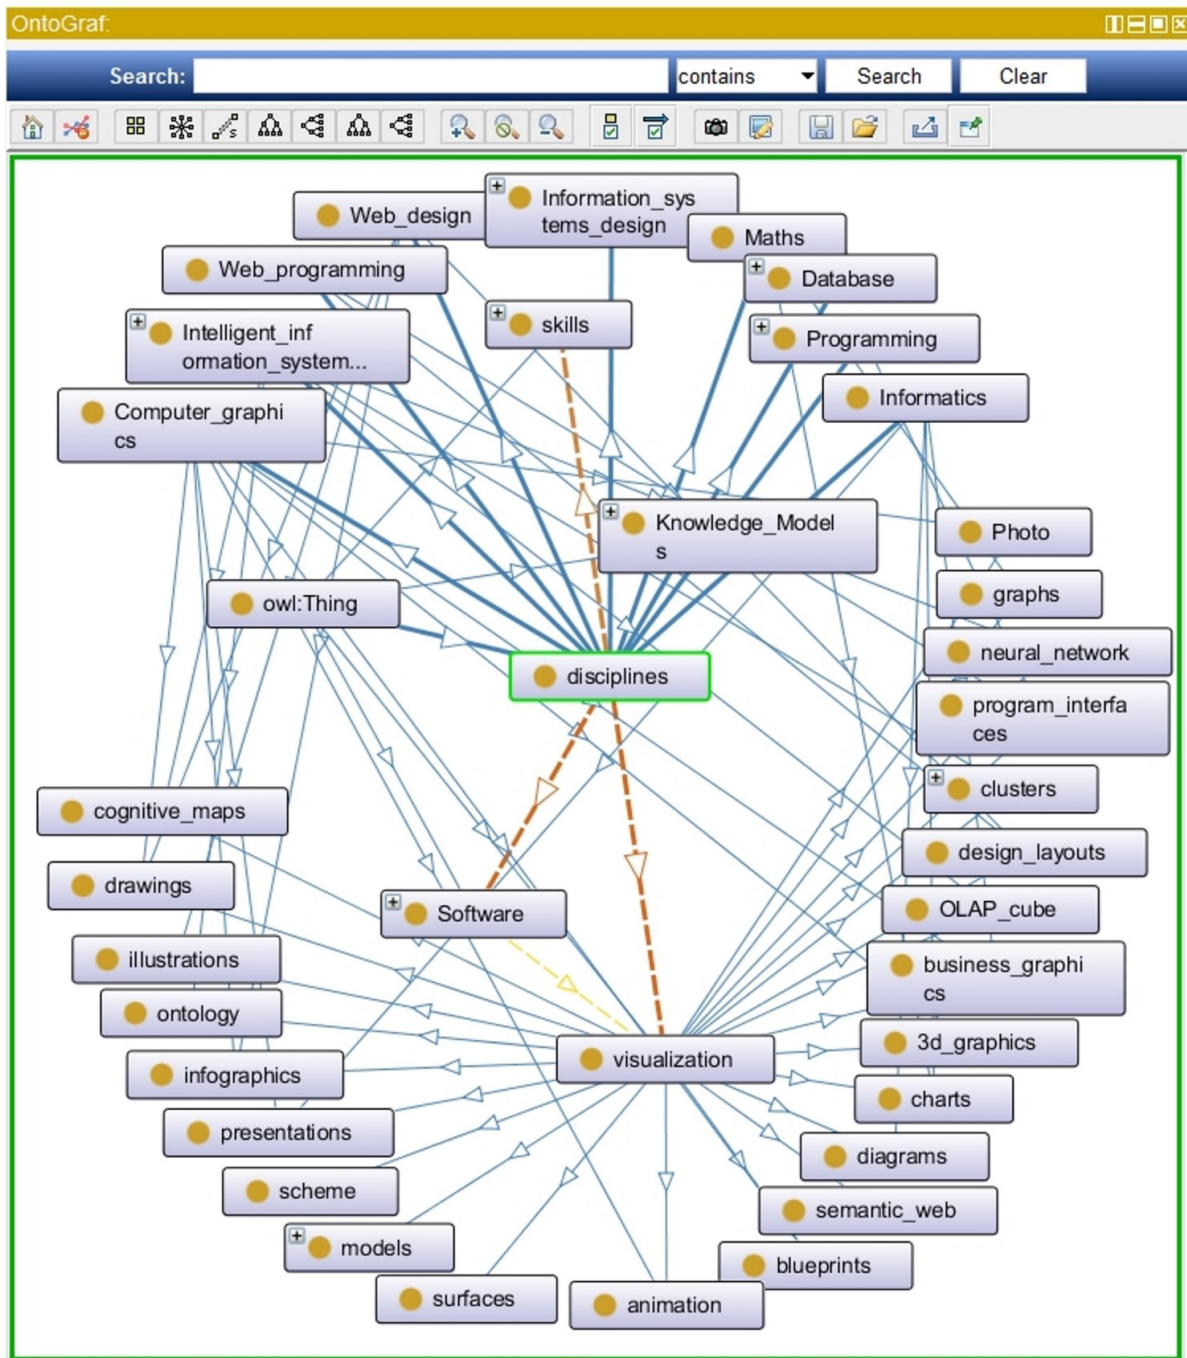 OntoGraf:
Search:
contains
Search
Clear
Web_design
Information_sys
tems_design
Maths
Web_programming
Database
skills
Intelligent_inf
ormation_system...
Programming
Informatics
Computer_graphi
cs
Knowledge_Model
s
Photo
owl:Thing
graphs
neural_network
disciplines
program_interfa
ces
clusters
cognitive_maps
design_layouts
drawings
Software
OLAP_cube
illustrations
business_graphi
cs
ontology
3d_graphics
visualization
infographics
charts
presentations
diagrams
scheme
semantic_web
models
blueprints
surfaces
animation